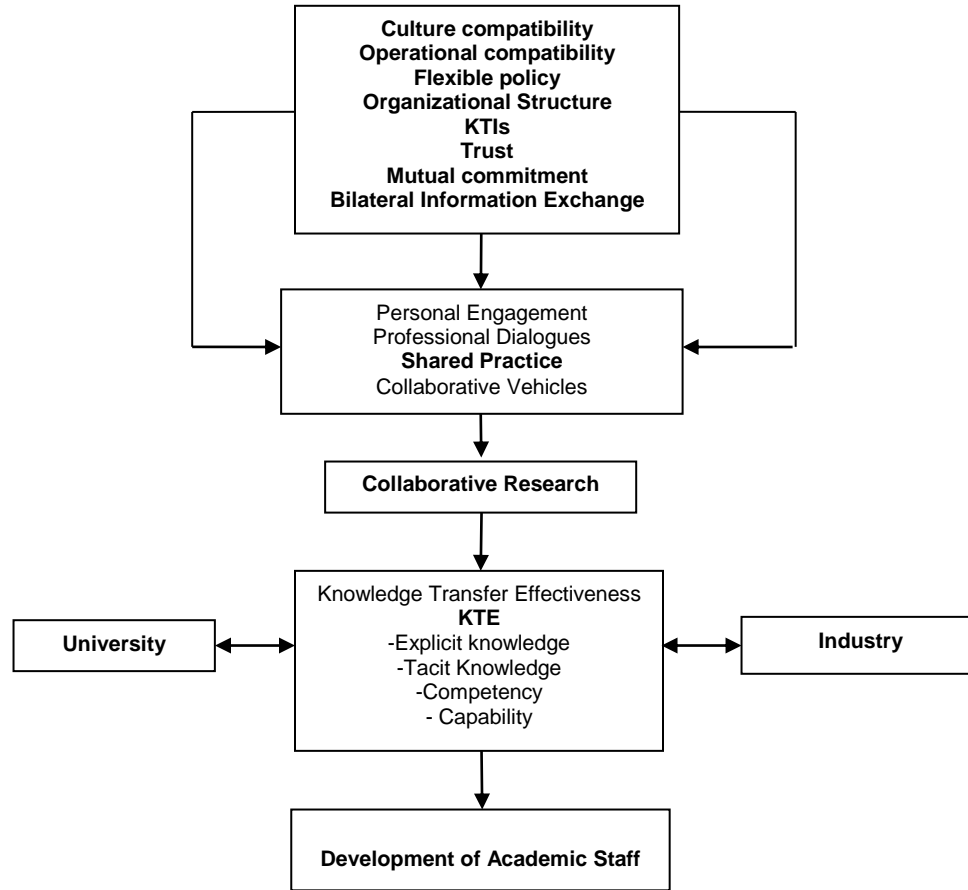 Culture compatibility
Operational compatibility
Flexible policy
Organizational Structure
KTIs
Trust
Mutual commitment
Bilateral Information Exchange
Personal Engagement
Professional Dialogues
Shared Practice
Collaborative Vehicles
Collaborative Research
Knowledge Transfer Effectiveness
KTE
-Explicit knowledge
-Tacit Knowledge
-Competency
- Capability
University
Industry
Development of Academic Staff